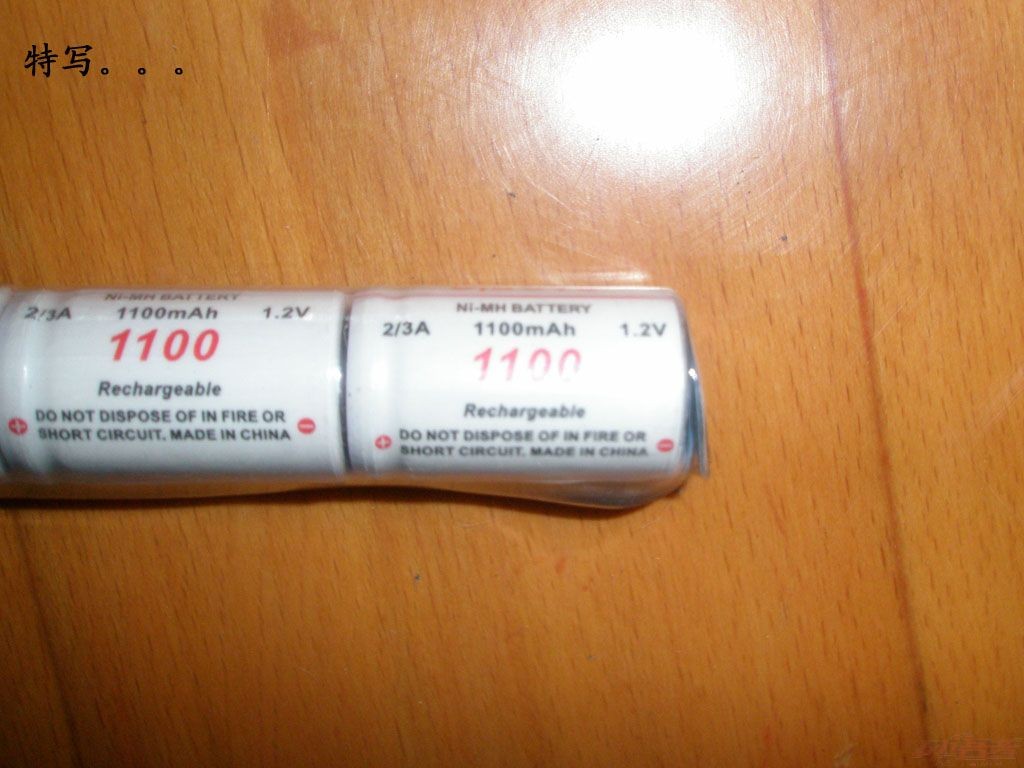 特写。。。
Ni-MH BATTERY
2/3A 1100mAh 1.2V
1100
Rechargeable
DO NOT DISPOSE OF IN FIRE OR
SHORT CIRCUIT. MADE IN CHINA
Ni-MH BATTERY
2/3A 1100mAh 1.2V
1100
Rechargeable
DO NOT DISPOSE OF IN FIRE OR
SHORT CIRCUIT. MADE IN CHINA